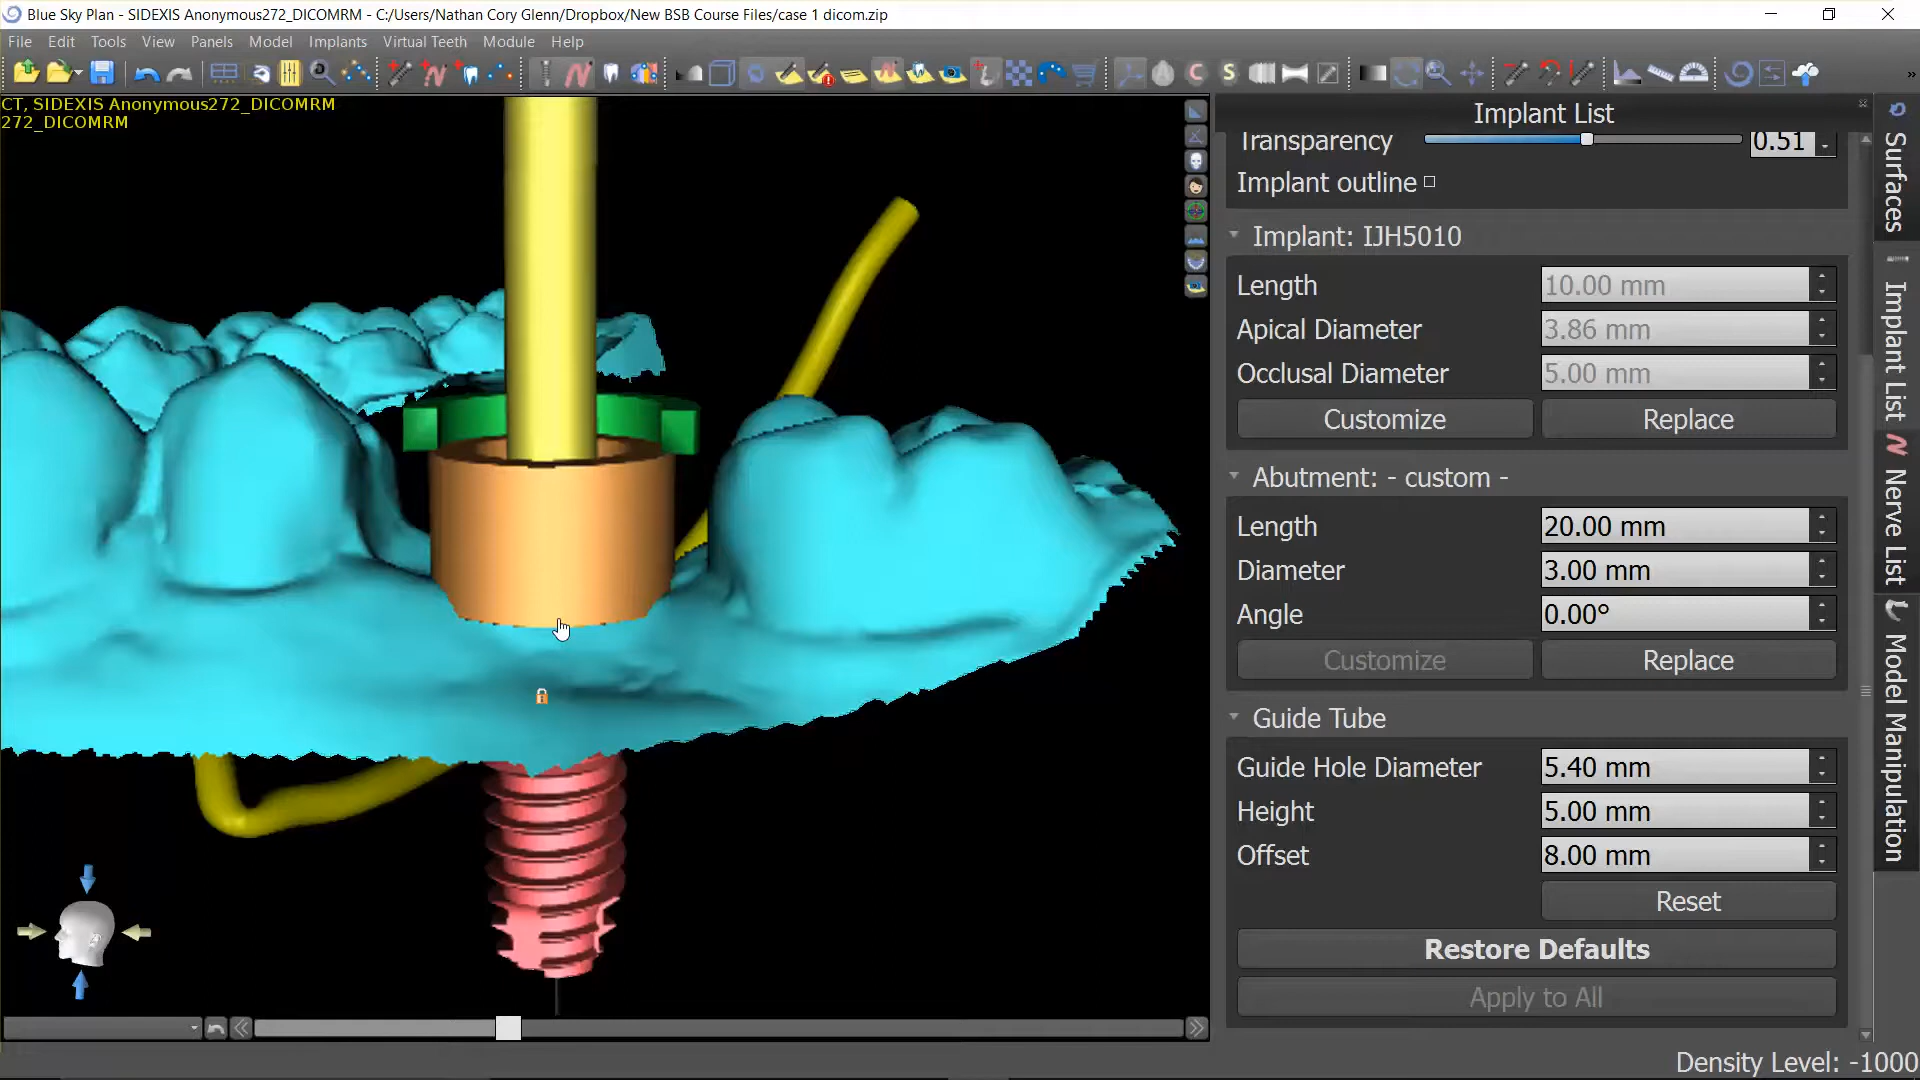 Blue Sky Plan - SIDEXIS Anonymous272_DICOMRM - C:/Users/Nathan Cory Glenn/Dropbox/New BSB Course Files/case 1 dicom.zip
File Edit Tools View Panels Model Implants Virtual Teeth Module Help
C S
CT, SIDEXIS Anonymous272_DICOMRM
272_DICOMRM
Implant List
Transparency 0.51
Implant outline
Implant: IJH5010
Length 10.00 mm
Apical Diameter 3.86 mm
Occlusal Diameter 5.00 mm
Customize Replace
Abutment: - custom -
Length 20.00 mm
Diameter 3.00 mm
Angle 0.00°
Customize Replace
Guide Tube
Guide Hole Diameter 5.40 mm
Height 5.00 mm
Offset 8.00 mm
Reset
Restore Defaults
Apply to All
Surfaces
Implant List
Nerve List
Model Manipulation
Density Level: -1000